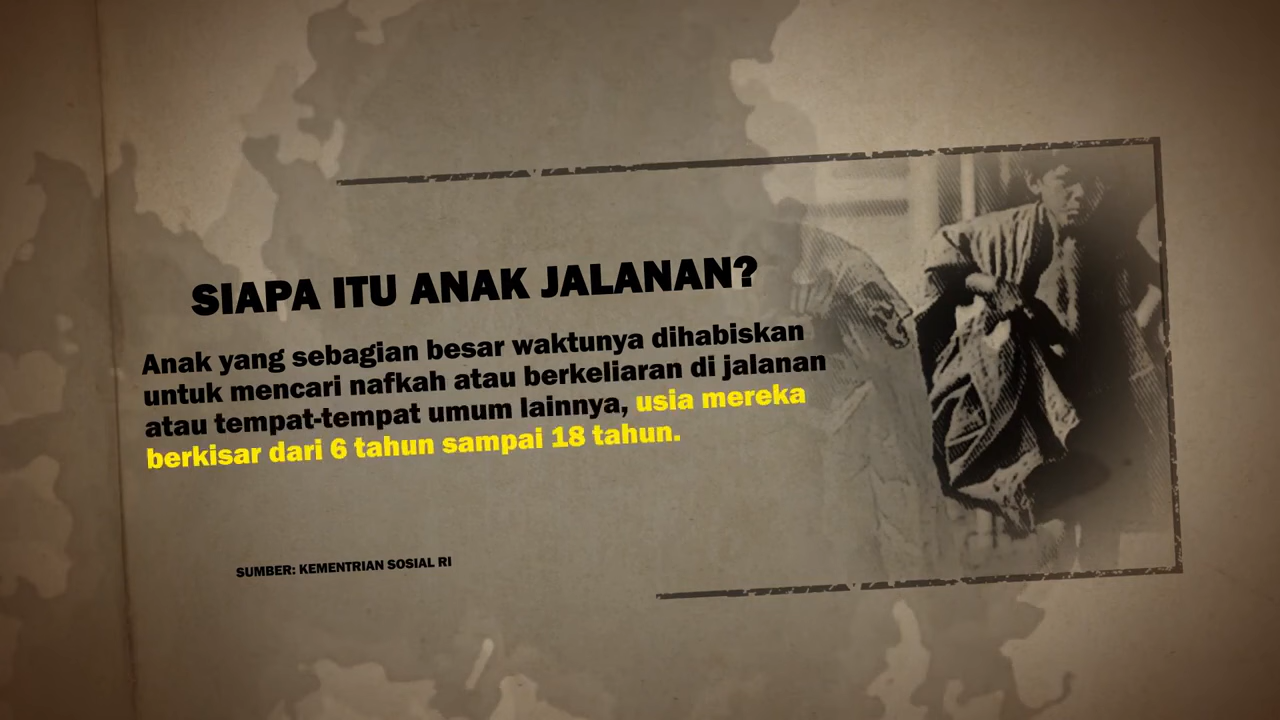 SIAPA ITU ANAK JALANAN?
Anak yang sebagian besar waktunya dihabiskan
untuk mencari nafkah atau berkeliaran di jalanan
atau tempat-tempat umum lainnya, usia mereka
berkisar dari 6 tahun sampai 18 tahun.
SUMBER: KEMENTRIAN SOSIAL RI